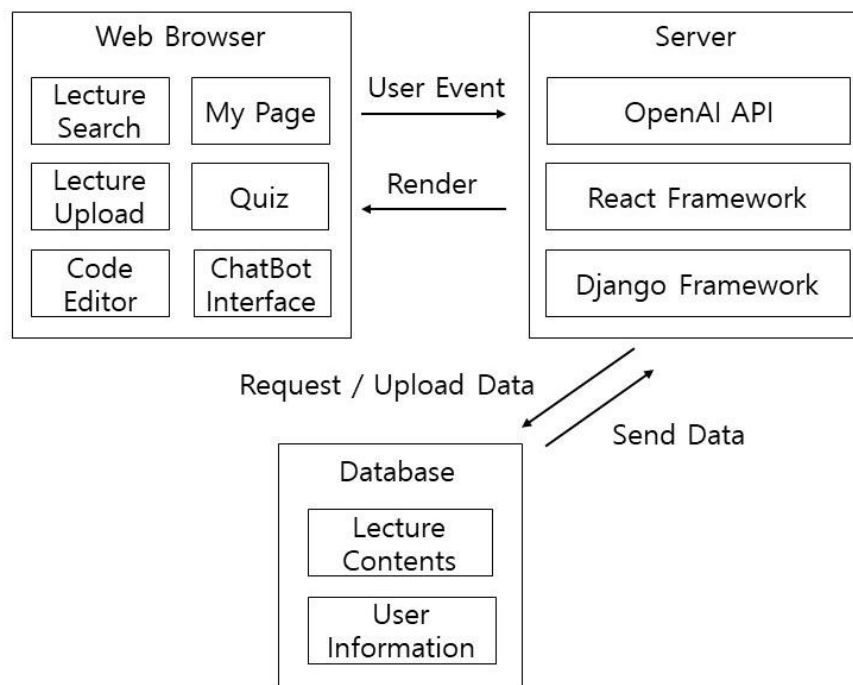 Web Browser
Lecture
Search
My Page
Lecture
Upload
Quiz
Code
Editor
ChatBot
Interface
User Event
Render
Server
OpenAI API
React Framework
Django Framework
Request / Upload Data
Send Data
Database
Lecture
Contents
User
Information